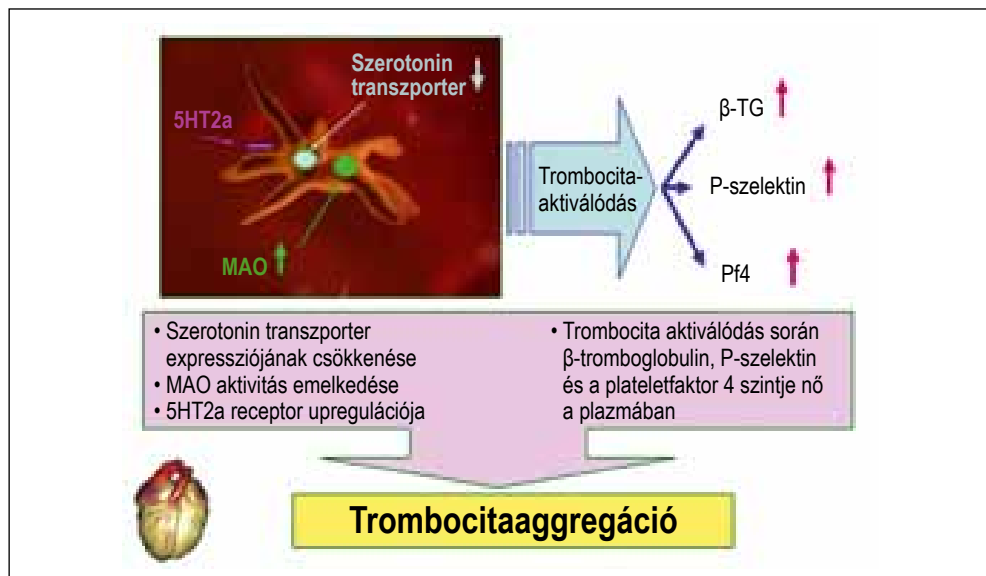 Szerotonin
transzporter
5HT2a
MAO
Trombocita-
aktiválódás
β-TG
P-szelektin
Pf4
• Szerotonin transzporter
expressziójának csökkenése
• MAO aktivitás emelkedése
• 5HT2a receptor upregulációja
• Trombocita aktiválódás során
β-tromboglobulin, P-szelektin
és a plateletfaktor 4 szintje nő
a plazmában
Trombocitaaggregáció